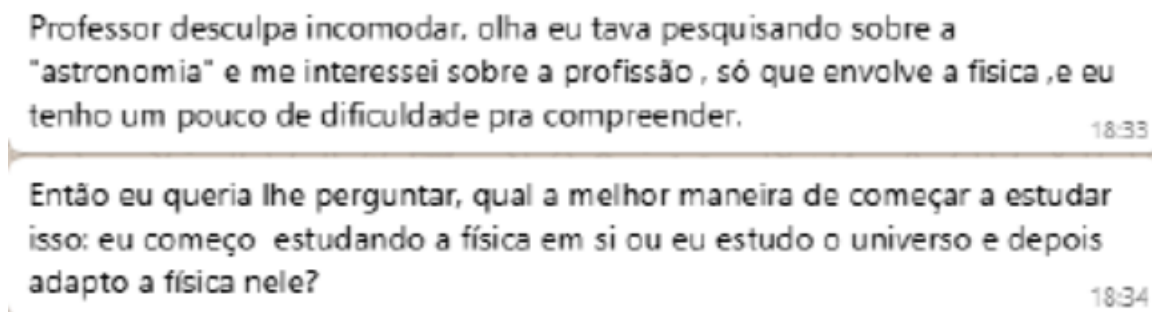 Professor desculpa incomodar, olha eu tava pesquisando sobre a
"astronomia" e me interessei sobre a profissão , só que envolve a fisica ,e eu
tenho um pouco de dificuldade pra compreender.
18:33
Então eu queria lhe perguntar, qual a melhor maneira de começar a estudar
isso: eu começo  estudando a física em si ou eu estudo o universo e depois
adapto a física nele?
18:34